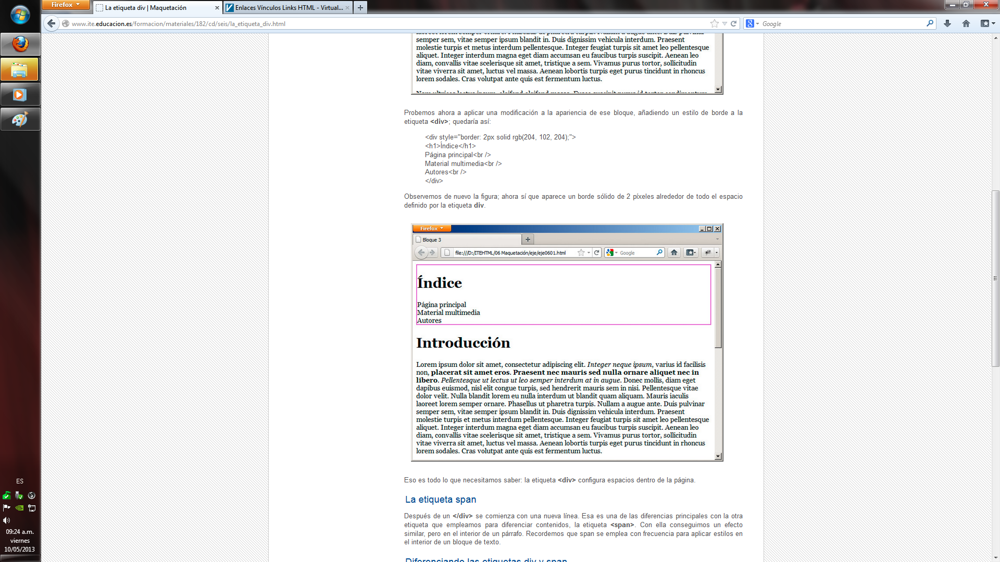 Firefox
La etiqueta div | Maquetación
Enlaces Vínculos Links HTML - Virtual...
www.ite.educacion.es/formacion/materiales/182/cd/seis/la_etiqueta_div.html
Google
semper sem, vitae semper ipsum blandit in. Duis dignissim vehicula interdum. Praesent
molestie turpis et metus interdum pellentesque. Integer feugiat turpis sit amet leo pellentesque
aliquet. Integer interdum magna eget diam accumsan eu faucibus turpis suscipit. Aenean leo
diam, convallis vitae scelerisque sit amet, tristique a sem. Vivamus purus tortor, sollicitudin
vitae viverra sit amet, luctus vel massa. Aenean lobortis turpis eget purus tincidunt in rhoncus
lorem sodales. Cras volutpat ante quis est fermentum luctus.
Probemos ahora a aplicar una modificación a la apariencia de ese bloque, añadiendo un estilo de borde a la
etiqueta <div>; quedaría así:
<div style="border: 2px solid rgb(204, 102, 204);">
<h1>Índice</h1>
Página principal<br />
Material multimedia<br />
Autores<br />
</div>
Observemos de nuevo la figura; ahora sí que aparece un borde sólido de 2 píxeles alrededor de todo el espacio
definido por la etiqueta div.
Firefox
Bloque 3
file:///D:/ITEHTML/06 Maquetación/eje/eje0601.html
Google
Índice
Página principal
Material multimedia
Autores
Introducción
Lorem ipsum dolor sit amet, consectetur adipiscing elit. Integer neque ipsum, varius id facilisis
non, placerat sit amet eros. Praesent nec mauris sed nulla ornare aliquet nec in
libero. Pellentesque ut lectus ut leo semper interdum at in augue. Donec mollis, diam eget
dapibus euismod, nisl elit congue turpis, sed hendrerit mauris sem in nisi. Pellentesque vitae
dolor velit. Nulla blandit lorem eu nulla interdum ut blandit quam aliquam. Mauris iaculis
laoreet lorem semper ornare. Phasellus ut pharetra turpis. Nullam a augue ante. Duis pulvinar
semper sem, vitae semper ipsum blandit in. Duis dignissim vehicula interdum. Praesent
molestie turpis et metus interdum pellentesque. Integer feugiat turpis sit amet leo pellentesque
aliquet. Integer interdum magna eget diam accumsan eu faucibus turpis suscipit. Aenean leo
diam, convallis vitae scelerisque sit amet, tristique a sem. Vivamus purus tortor, sollicitudin
vitae viverra sit amet, luctus vel massa. Aenean lobortis turpis eget purus tincidunt in rhoncus
lorem sodales. Cras volutpat ante quis est fermentum luctus.
Eso es todo lo que necesitamos saber: la etiqueta <div> configura espacios dentro de la página.
La etiqueta span
Después de un </div> se comienza con una nueva línea. Esa es una de las diferencias principales con la otra
etiqueta que empleamos para diferenciar contenidos, la etiqueta <span>. Con ella conseguimos un efecto
similar, pero en el interior de un párrafo. Recordemos que span se emplea con frecuencia para aplicar estilos en
el interior de un bloque de texto.
Diferenciando las etiquetas div y span
ES
09:24 a.m.
viernes
10/05/2013